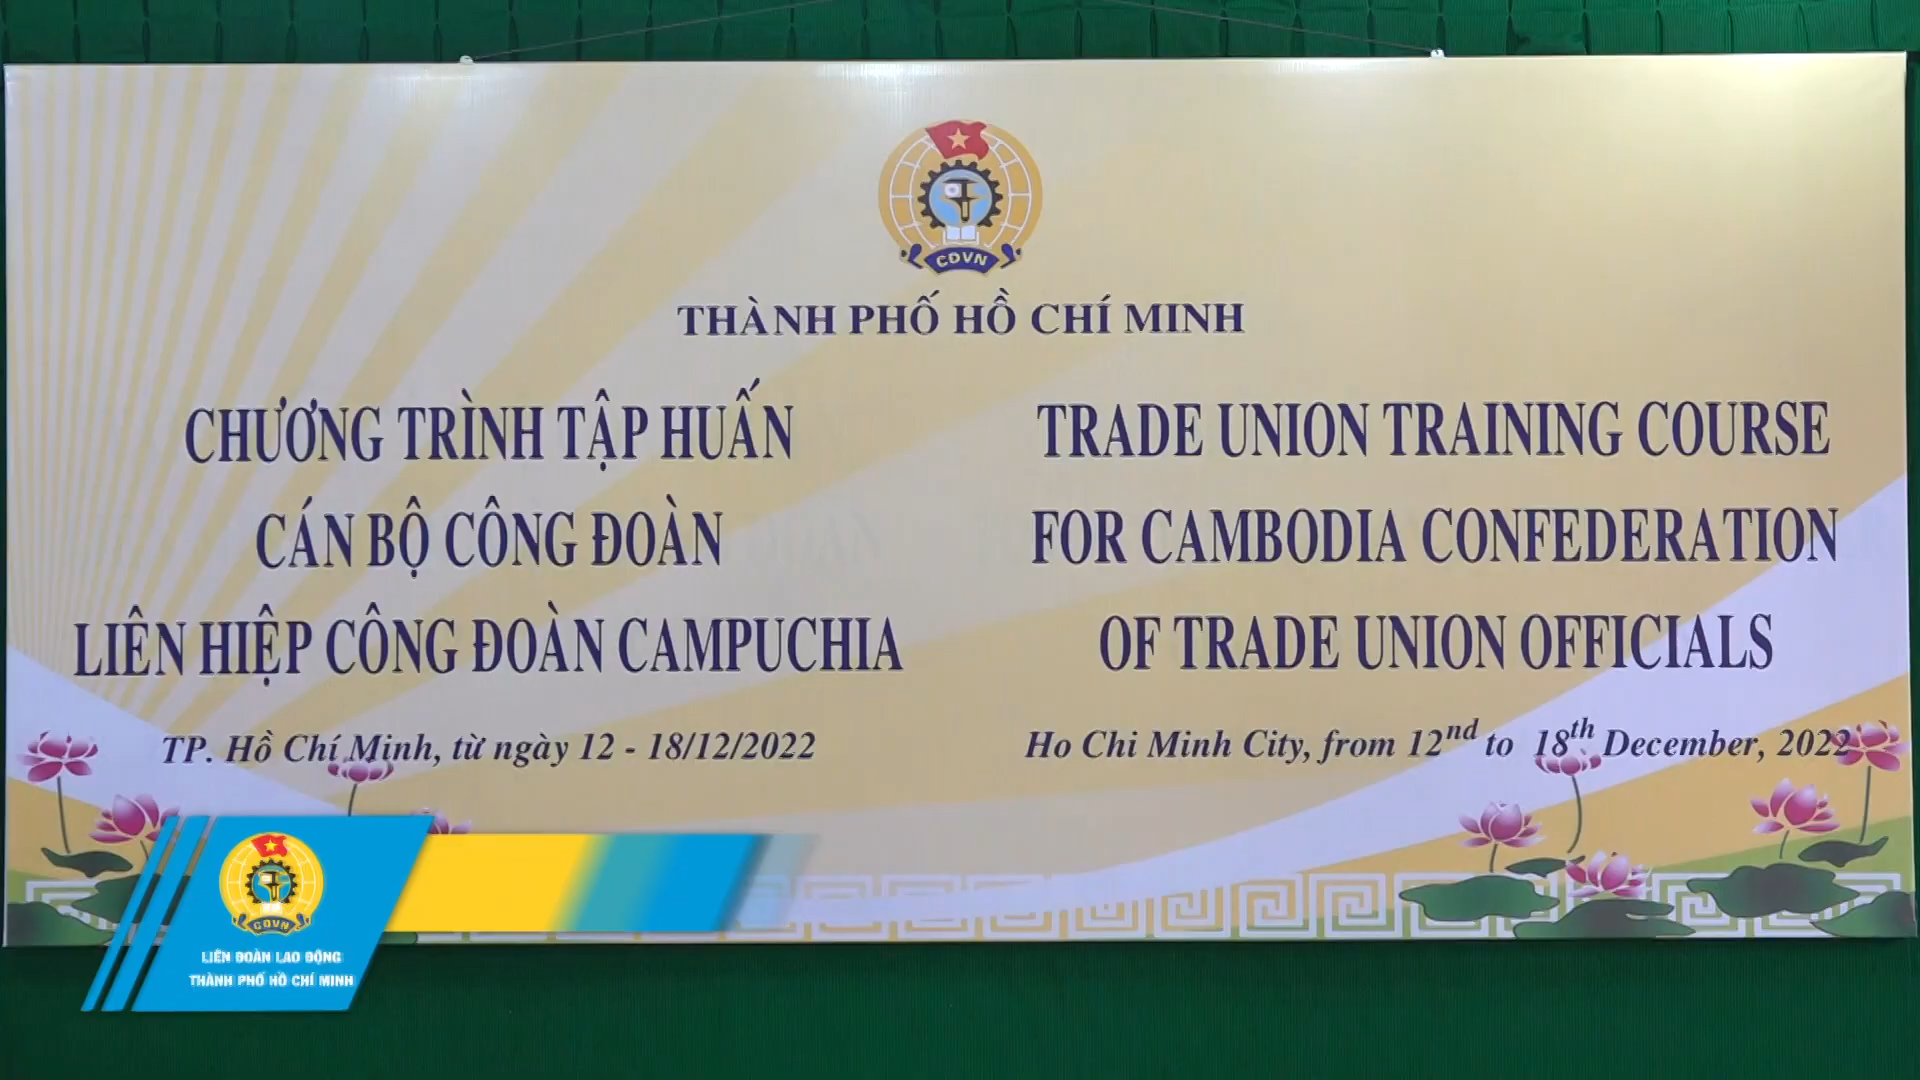 CĐVN
THÀNH PHỐ HỒ CHÍ MINH
CHƯƠNG TRÌNH TẬP HUẤN
CÁN BỘ CÔNG ĐOÀN
LIÊN HIỆP CÔNG ĐOÀN CAMPUCHIA
TP. Hồ Chí Minh, từ ngày 12 - 18/12/2022
TRADE UNION TRAINING COURSE
FOR CAMBODIA CONFEDERATION
OF TRADE UNION OFFICIALS
Ho Chi Minh City, from 12nd to 18th December, 2022
CĐVN
LIÊN ĐOÀN LAO ĐỘNG
THÀNH PHỐ HỒ CHÍ MINH